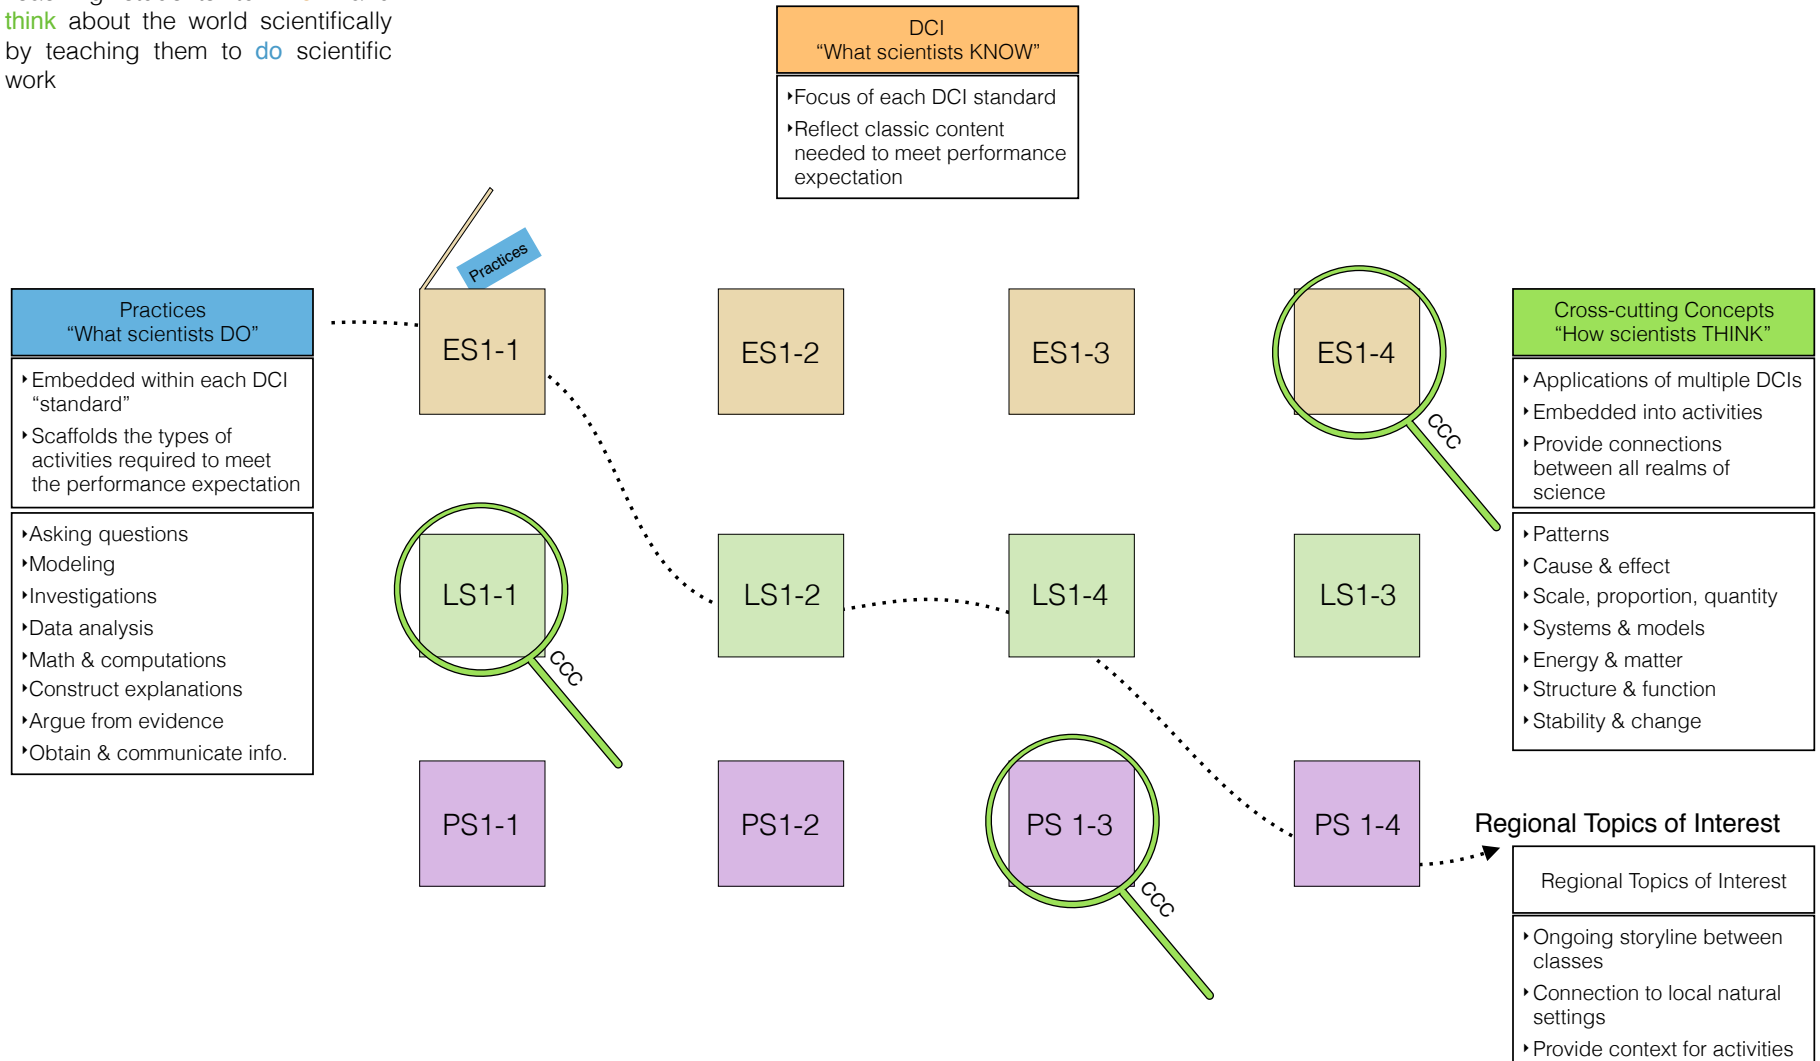 think about the world scientifically
by teaching them to do scientific
work
DCI
“What scientists KNOW”
‣Focus of each DCI standard
‣Reflect classic content
needed to meet performance
expectation
Practices
Practices
“What scientists DO”
‣Embedded within each DCI
“standard”
‣Scaffolds the types of
activities required to meet
the performance expectation
‣Asking questions
‣Modeling
‣Investigations
‣Data analysis
‣Math & computations
‣Construct explanations
‣Argue from evidence
‣Obtain & communicate info.
ES1-1
ES1-2
ES1-3
ES1-4
CCC
LS1-1
CCC
LS1-2
LS1-4
LS1-3
PS1-1
PS1-2
PS 1-3
CCC
PS 1-4
Cross-cutting Concepts
“How scientists THINK”
‣Applications of multiple DCIs
‣Embedded into activities
‣Provide connections
between all realms of
science
‣Patterns
‣Cause & effect
‣Scale, proportion, quantity
‣Systems & models
‣Energy & matter
‣Structure & function
‣Stability & change
Regional Topics of Interest
Regional Topics of Interest
‣Ongoing storyline between
classes
‣Connection to local natural
settings
‣Provide context for activities